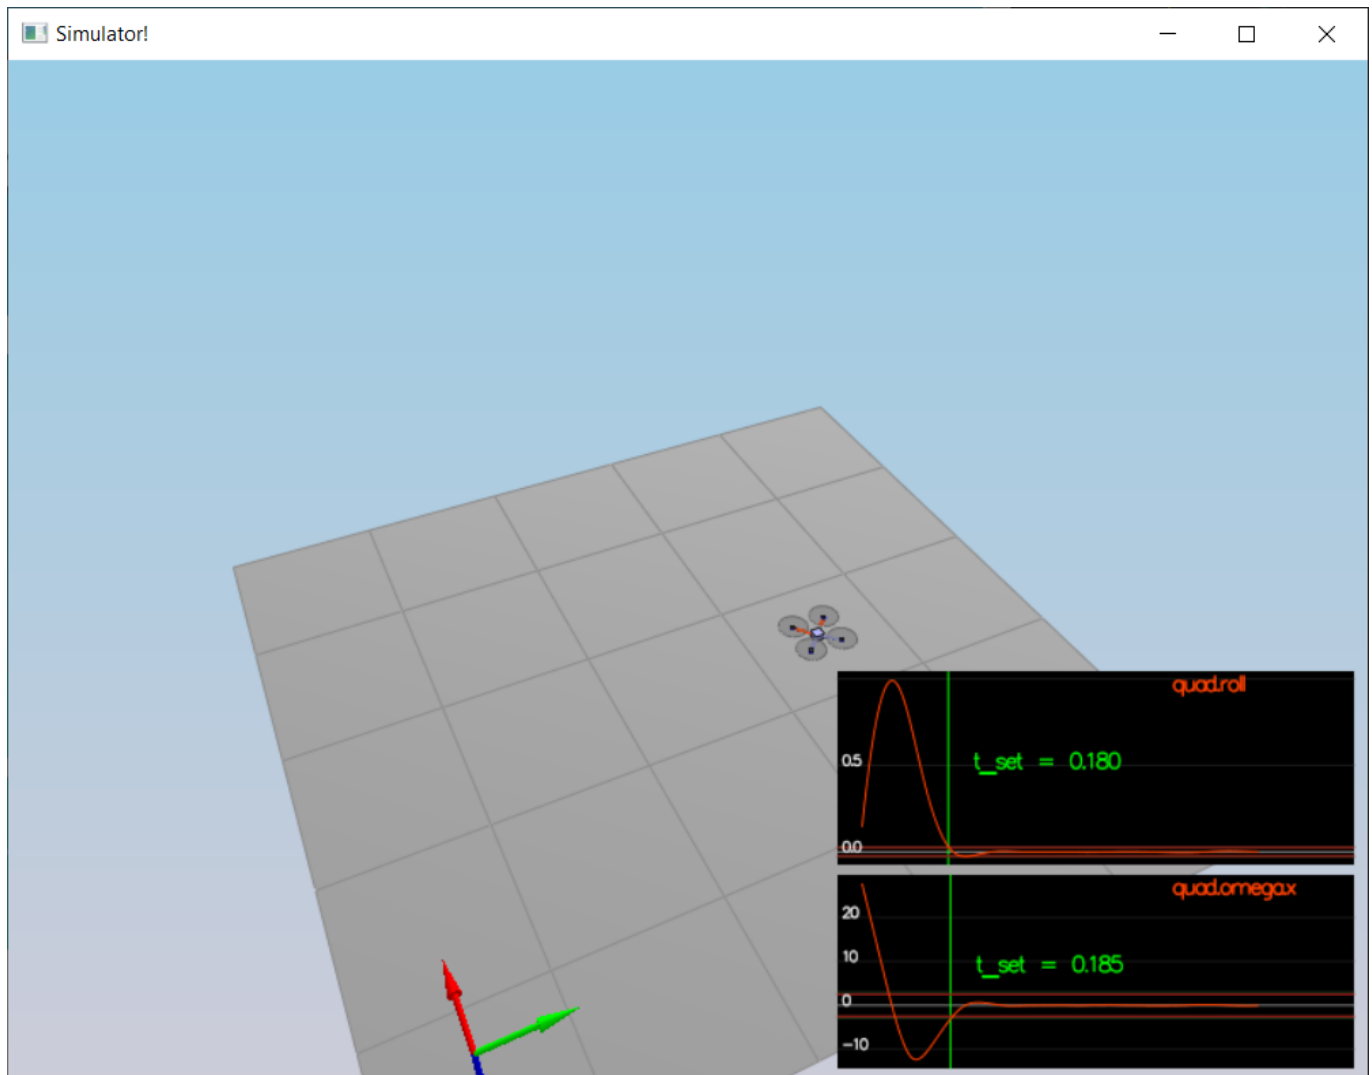 Simulator!
quad.roll
0.5
t_set = 0.180
0.0
quad.omega.x
20
10
t_set = 0.185
0
-10